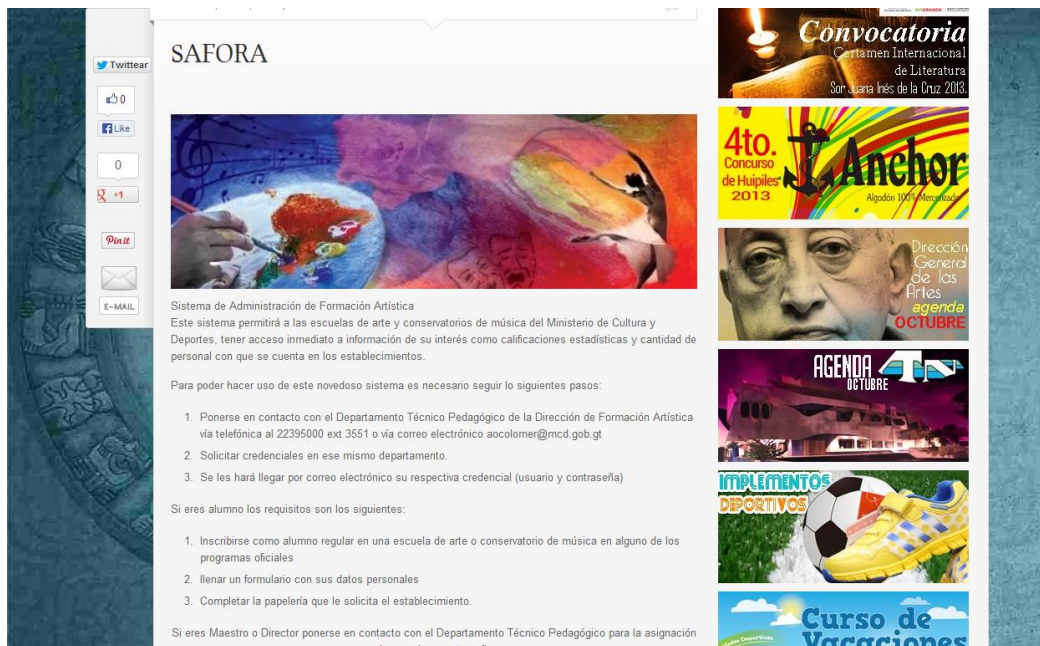 SAFORA
Twittear
0
Like
0
+1
Pin it
E-MAIL
Sistema de Administración de Formación Artística
Este sistema permitirá a las escuelas de arte y conservatorios de música del Ministerio de Cultura y
Deportes, tener acceso inmediato a información de su interés como calificaciones estadísticas y cantidad de
personal con que se cuenta en los establecimientos.
Para poder hacer uso de este novedoso sistema es necesario seguir lo siguientes pasos:
1. Ponerse en contacto con el Departamento Técnico Pedagógico de la Dirección de Formación Artística
vía telefónica al 22395000 ext 3551 o vía correo electrónico aocolomer@mcd.gob.gt
2. Solicitar credenciales en ese mismo departamento.
3. Se les hará llegar por correo electrónico su respectiva credencial (usuario y contraseña)
Si eres alumno los requisitos son los siguientes:
1. Inscribirse como alumno regular en una escuela de arte o conservatorio de música en alguno de los
programas oficiales
2. llenar un formulario con sus datos personales
3. Completar la papelería que le solicita el establecimiento.
Si eres Maestro o Director ponerse en contacto con el Departamento Técnico Pedagógico para la asignación
Convocatoria
Certamen Internacional
de Literatura
Sor Juana Inés de la Cruz 2013.
4to.
Concurso
de Huipiles
2013
Anchor
Algodón 100% Mercerizado
Dirección
General
de las
Artes
agenda
OCTUBRE
AGENDA
OCTUBRE
IMPLEMENTOS
DEPORTIVOS
Curso de
Vacaciones